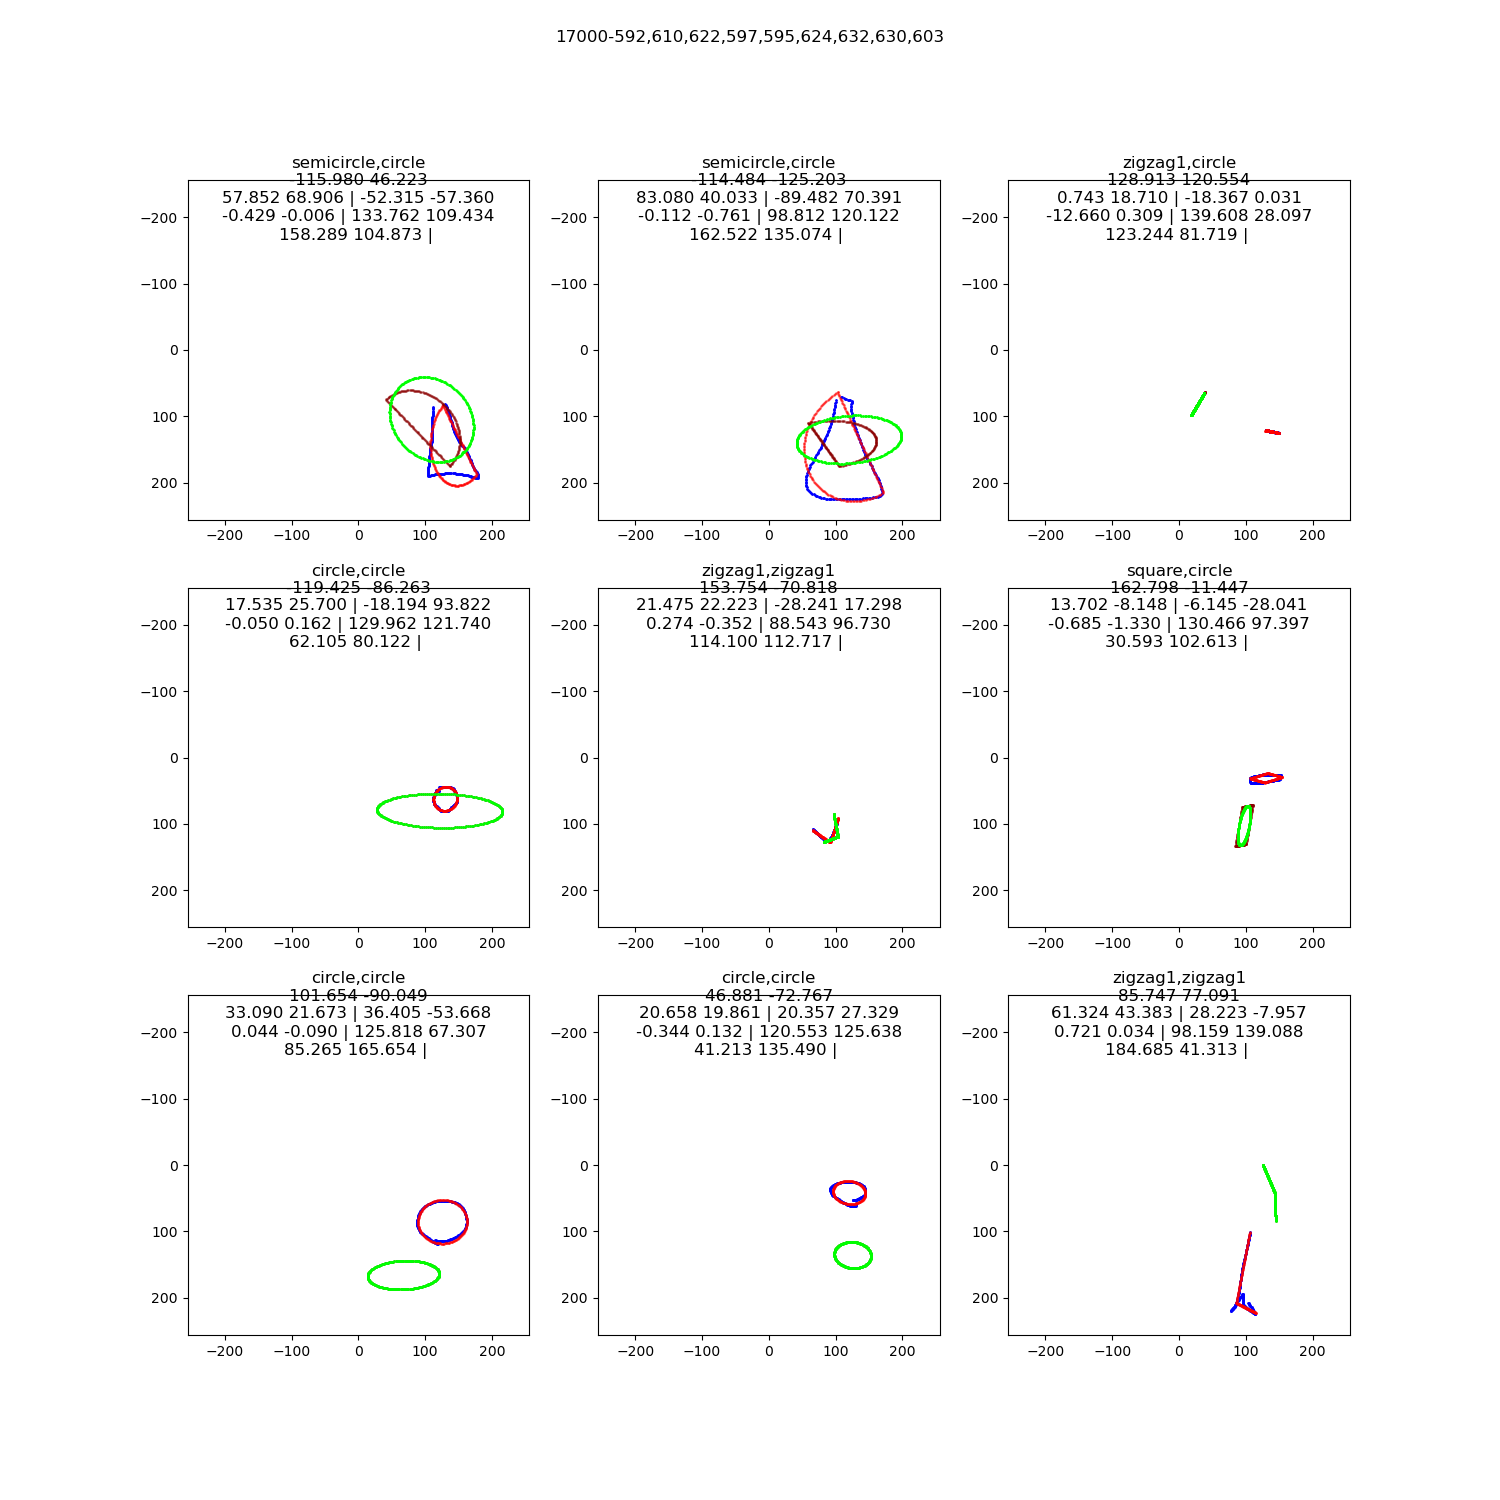 17000-592,610,622,597,595,624,632,630,603
semicircle,circle
-115.980 46.223
57.852 68.906 | -52.315 -57.360
-0.429 -0.006 | 133.762 109.434
158.289 104.873 |
−200
−100
0
100
200
−200 −100 0 100 200
semicircle,circle
-114.484 -125.203
83.080 40.033 | -89.482 70.391
-0.112 -0.761 | 98.812 120.122
162.522 135.074 |
−200
−100
0
100
200
−200 −100 0 100 200
zigzag1,circle
128.913 120.554
0.743 18.710 | -18.367 0.031
-12.660 0.309 | 139.608 28.097
123.244 81.719 |
−200
−100
0
100
200
−200 −100 0 100 200
circle,circle
-119.425 -86.263
17.535 25.700 | -18.194 93.822
-0.050 0.162 | 129.962 121.740
62.105 80.122 |
−200
−100
0
100
200
−200 −100 0 100 200
zigzag1,zigzag1
153.754 -70.818
21.475 22.223 | -28.241 17.298
0.274 -0.352 | 88.543 96.730
114.100 112.717 |
−200
−100
0
100
200
−200 −100 0 100 200
square,circle
162.798 -11.447
13.702 -8.148 | -6.145 -28.041
-0.685 -1.330 | 130.466 97.397
30.593 102.613 |
−200
−100
0
100
200
−200 −100 0 100 200
circle,circle
101.654 -90.049
33.090 21.673 | 36.405 -53.668
0.044 -0.090 | 125.818 67.307
85.265 165.654 |
−200
−100
0
100
200
−200 −100 0 100 200
circle,circle
46.881 -72.767
20.658 19.861 | 20.357 27.329
-0.344 0.132 | 120.553 125.638
41.213 135.490 |
−200
−100
0
100
200
−200 −100 0 100 200
zigzag1,zigzag1
85.747 77.091
61.324 43.383 | 28.223 -7.957
0.721 0.034 | 98.159 139.088
184.685 41.313 |
−200
−100
0
100
200
−200 −100 0 100 200